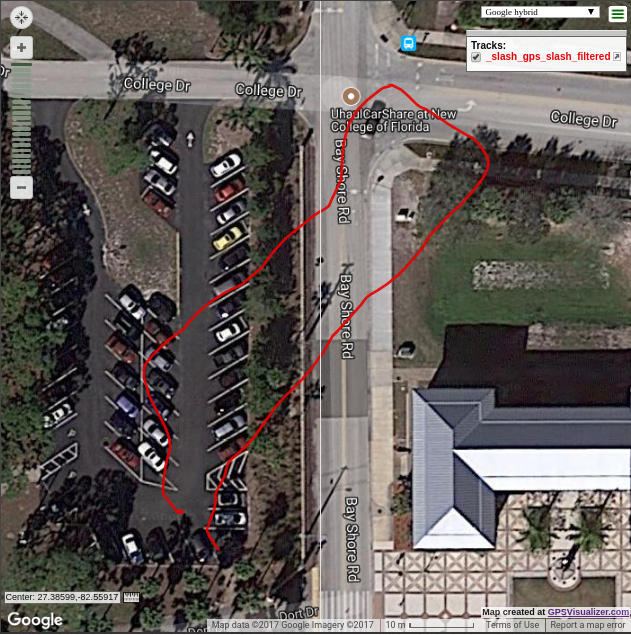 Google hybrid ▼
Tracks:
_slash_gps_slash_filtered
Dr
College Dr
College Dr
College Dr
UhaulCarShare at New
College of Florida
Bay Shore Rd
Bay Shore Rd
Bay Shore Rd
Center: 27.38599,-82.55917
Dort Dr
Map created at GPSVisualizer.com
Google
Map data ©2017 Google Imagery ©2017
10 m
Terms of Use
Report a map error